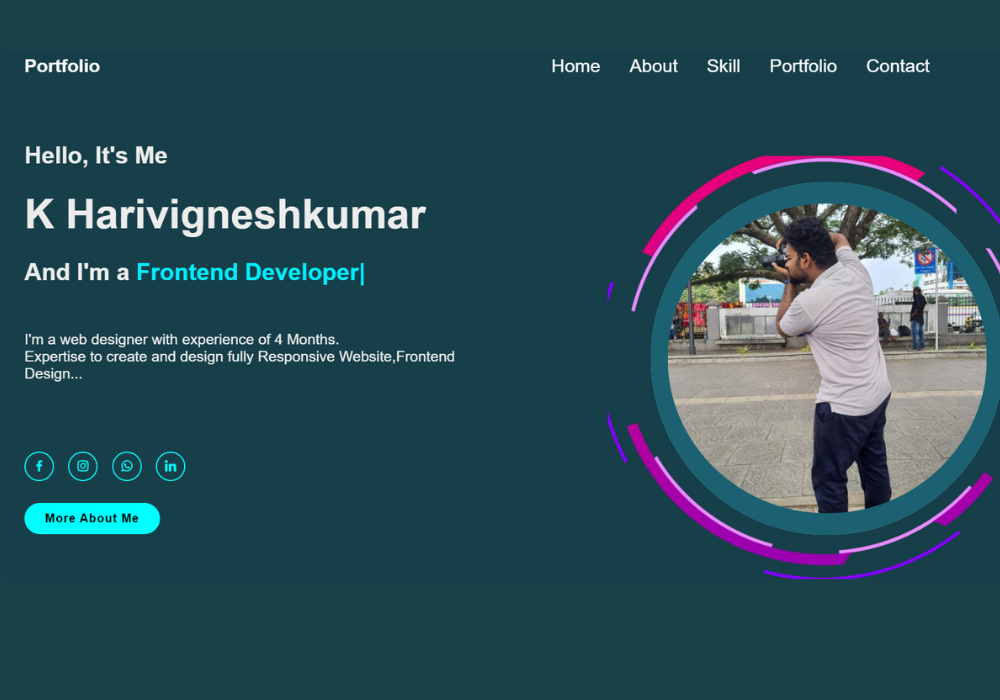 Portfolio
Home About Skill Portfolio Contact
Hello, It's Me
K Harivigneshkumar
And I'm a Frontend Developer|
I'm a web designer with experience of 4 Months.
Expertise to create and design fully Responsive Website,Frontend
Design...
More About Me